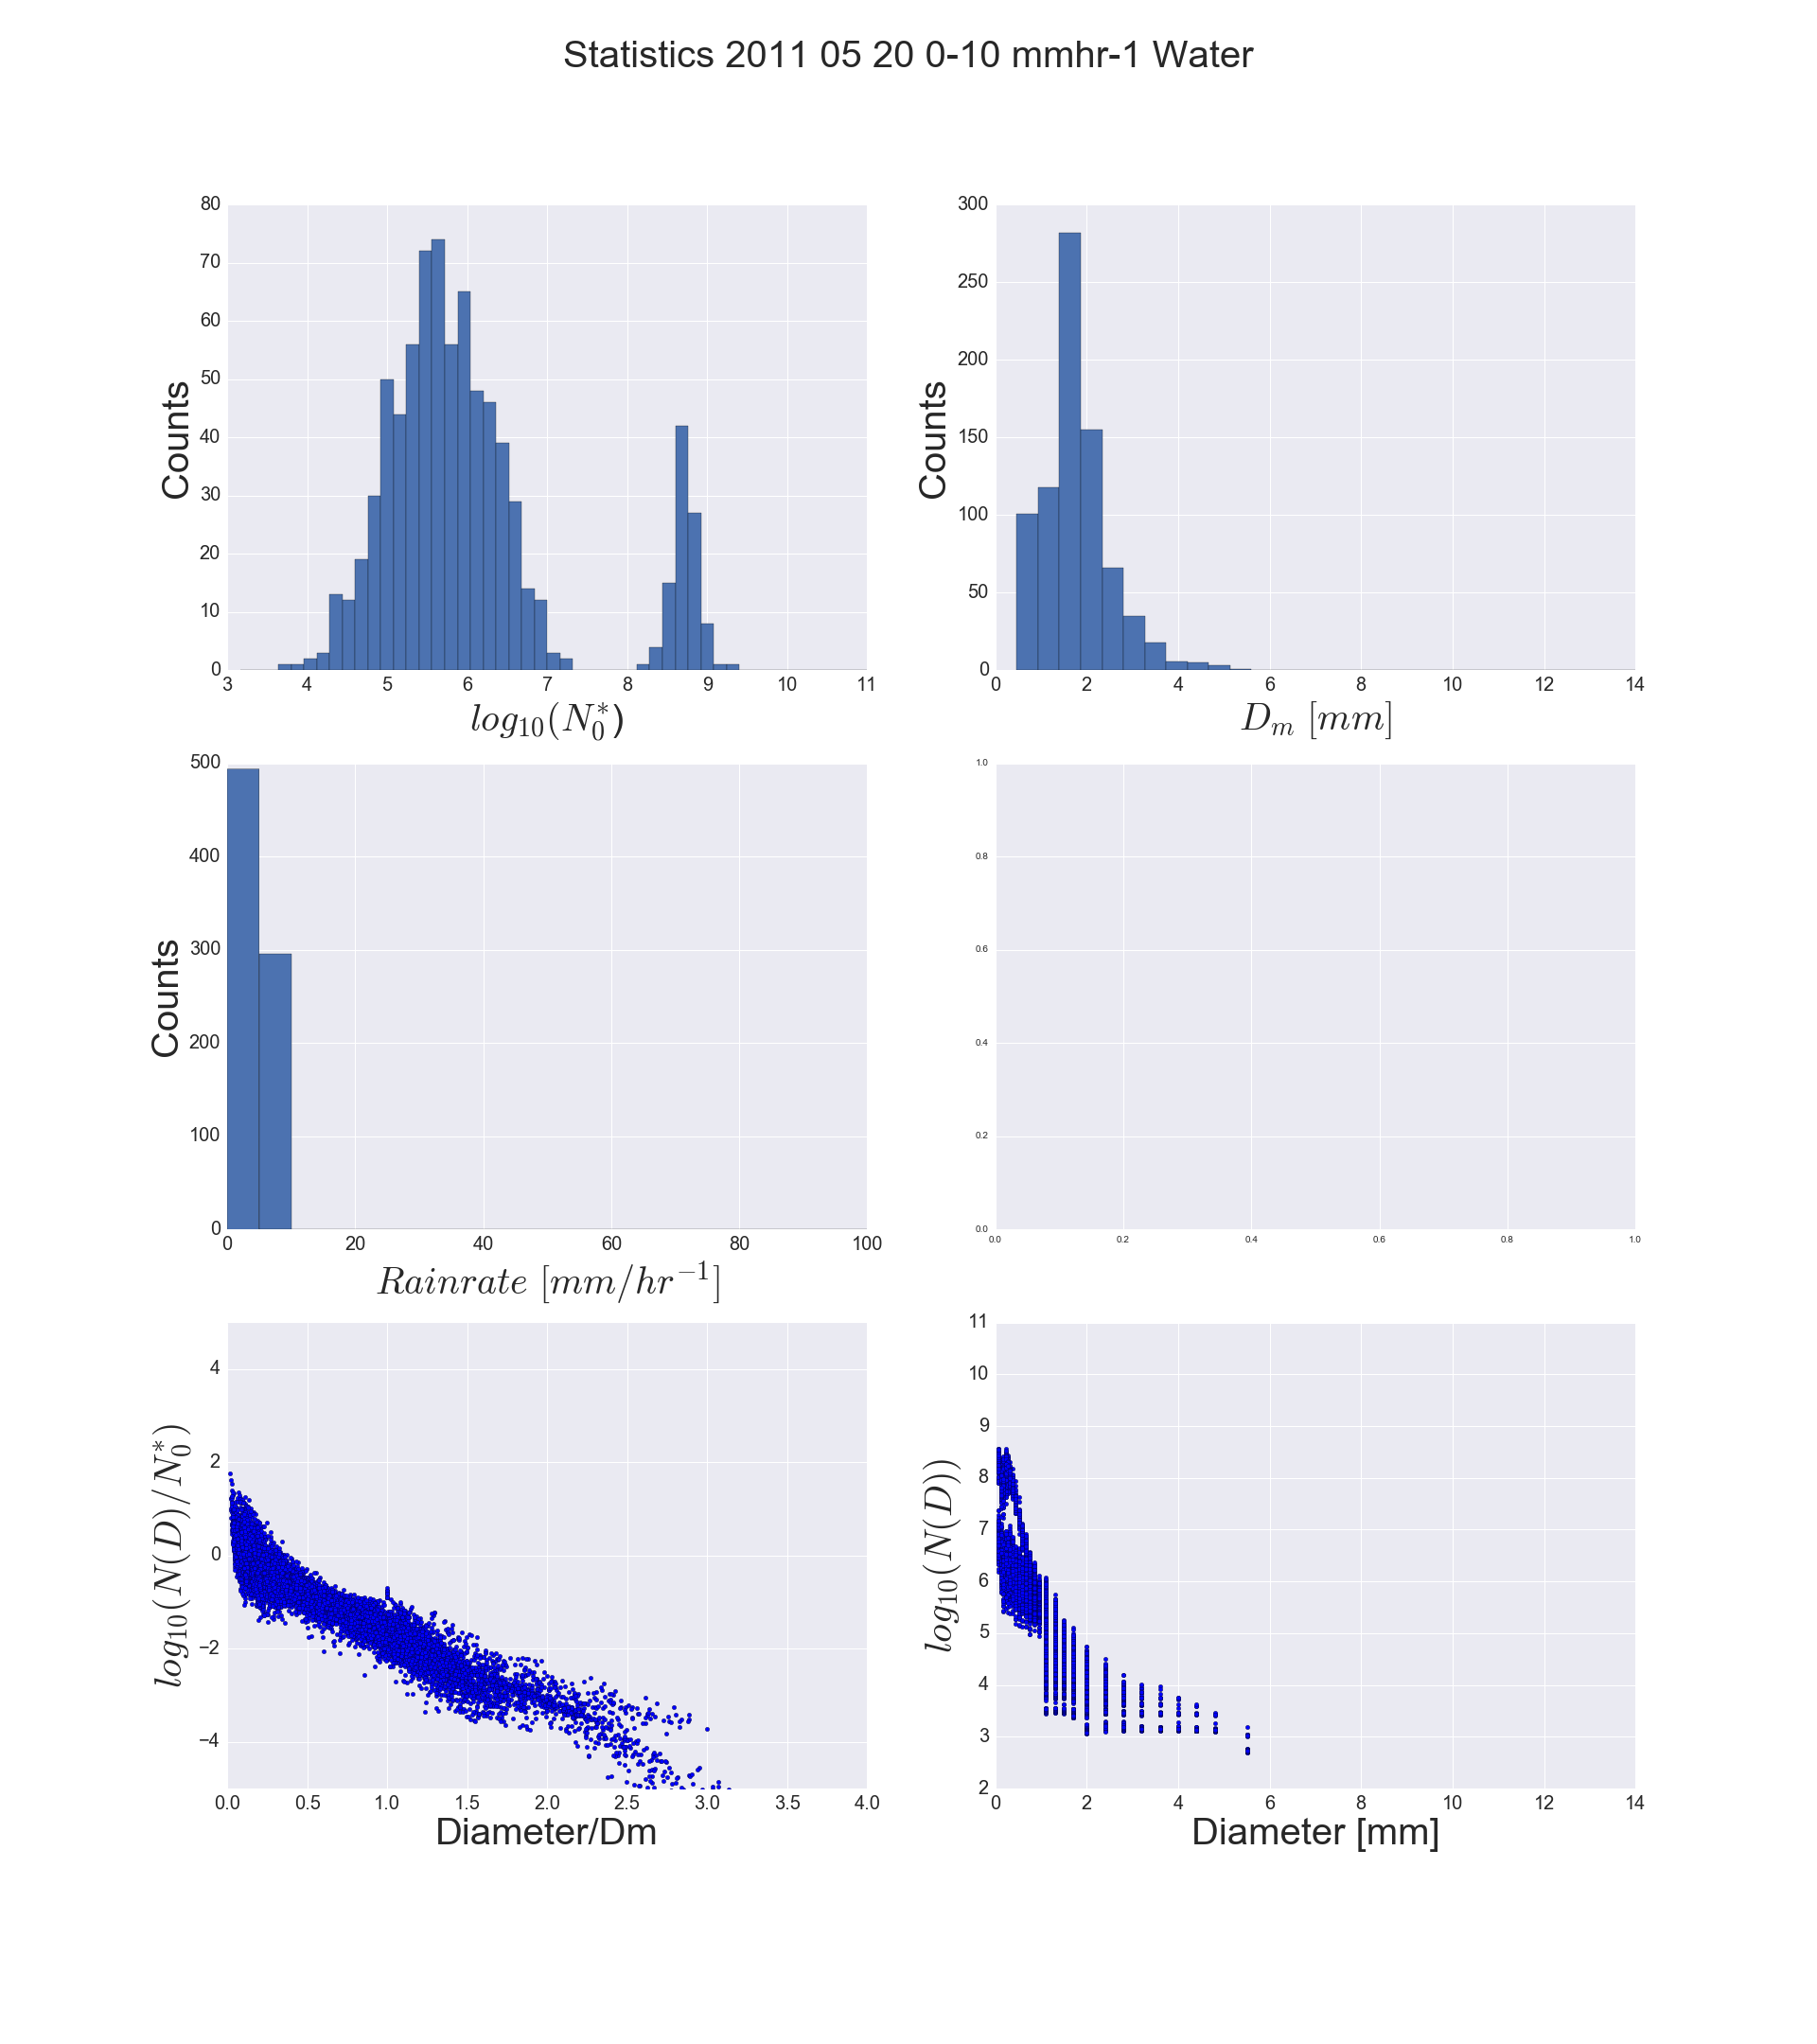 Statistics 2011 05 20 0-10 mmhr-1 Water
80
70
60
50
40
30
20
10
0
Counts
3 4 5 6 7 8 9 10 11
log₁₀(N₀*)
300
250
200
150
100
50
0
Counts
0 2 4 6 8 10 12 14
Dₘ [mm]
500
400
300
200
100
0
Counts
0 20 40 60 80 100
Rainrate [mm/hr⁻¹]
1.0
0.8
0.6
0.4
0.2
0.0
0.0 0.2 0.4 0.6 0.8 1.0
4
2
0
−2
−4
log₁₀(N(D)/N₀*)
0.0 0.5 1.0 1.5 2.0 2.5 3.0 3.5 4.0
Diameter/Dm
11
10
9
8
7
6
5
4
3
2
log₁₀(N(D))
0 2 4 6 8 10 12 14
Diameter [mm]